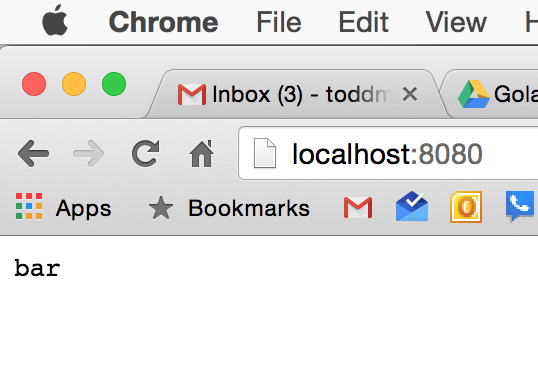 Chrome File Edit View
Inbox (3) - toddm
Gola
localhost:8080
Apps Bookmarks
bar